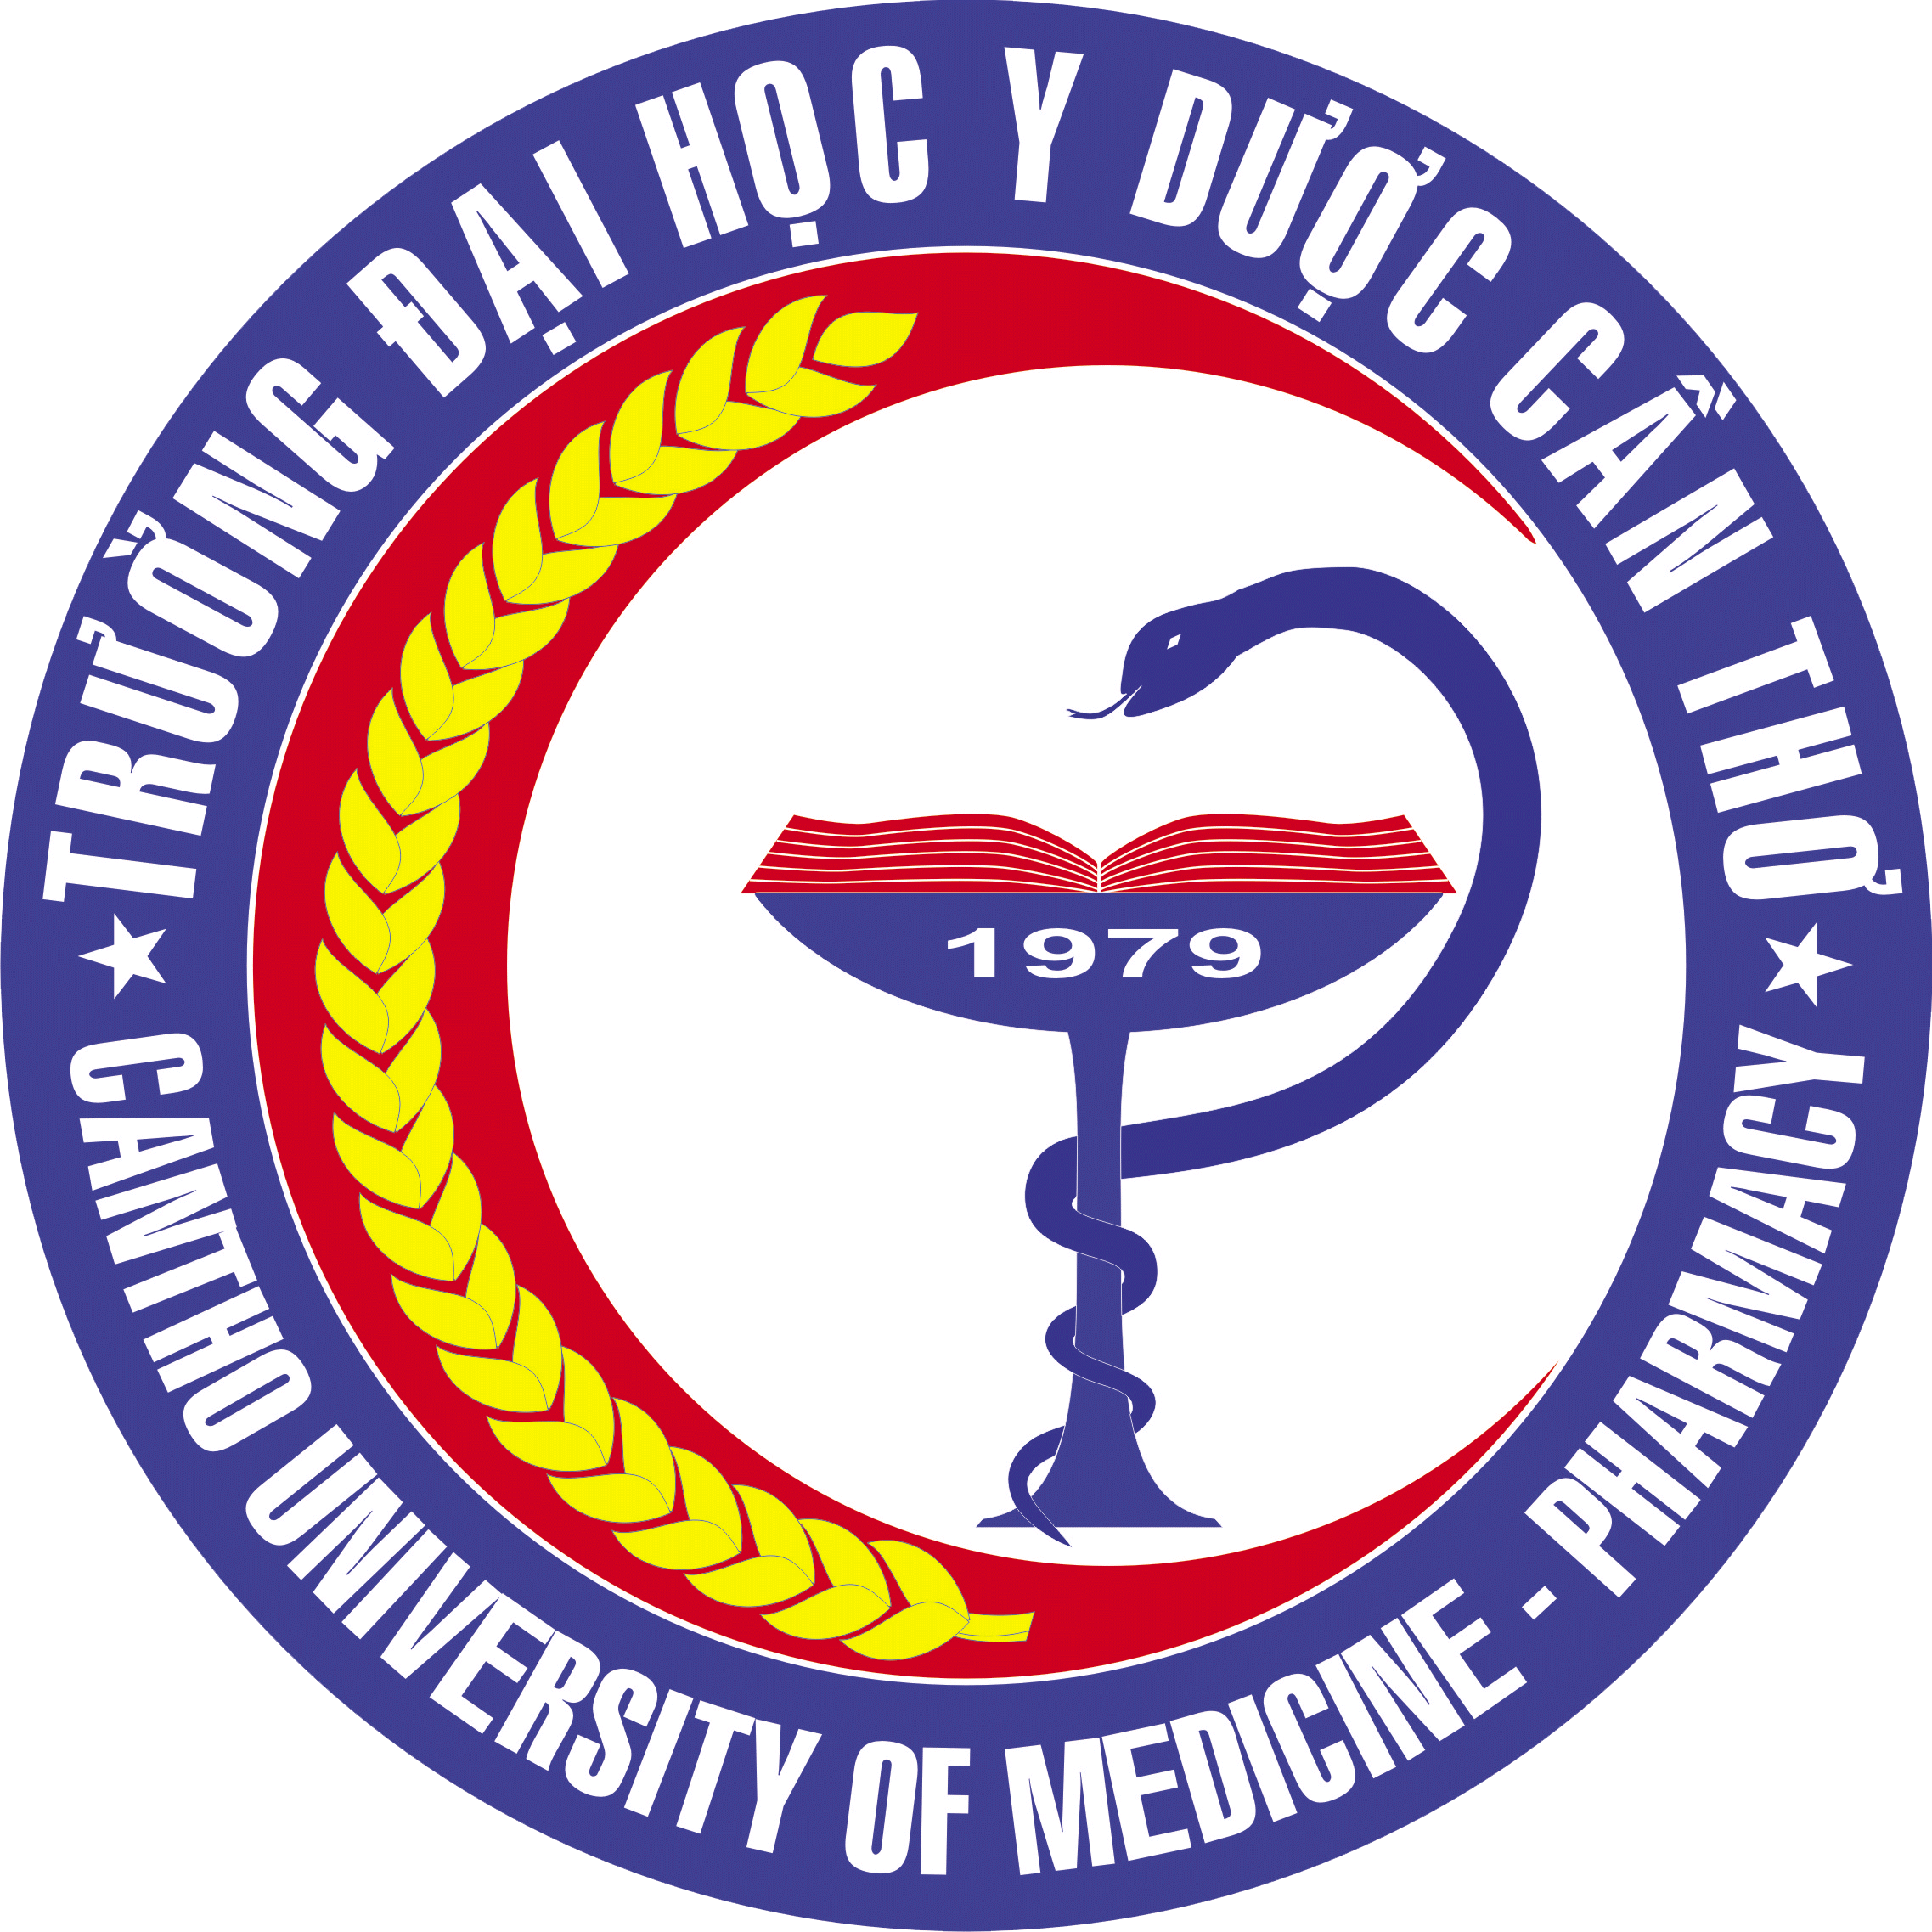 TRƯỜNG ĐẠI HỌC Y DƯỢC CẦN THƠ
1979
CANTHO UNIVERSITY OF MEDICINE - PHARMACY